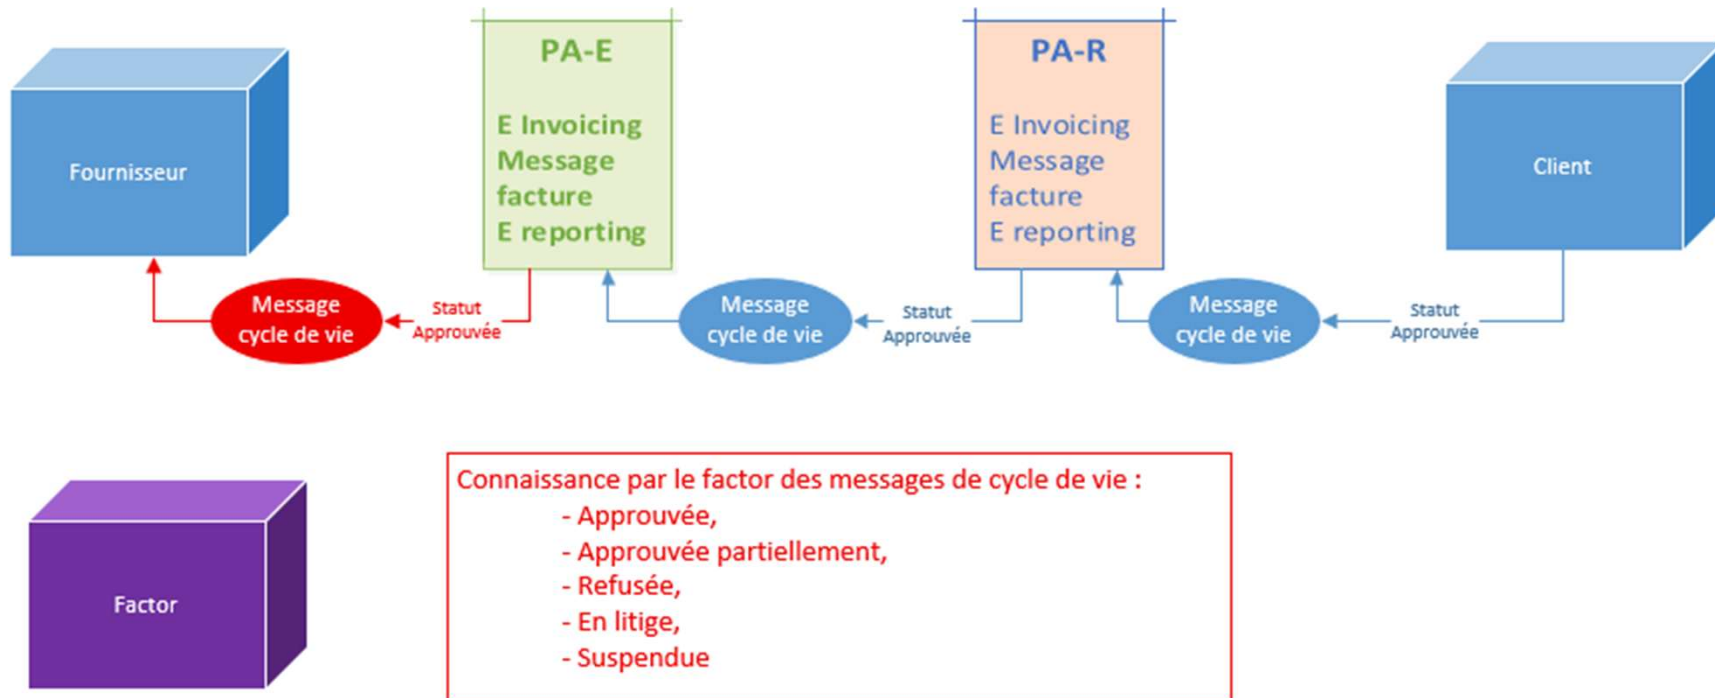 PA-E
E Invoicing
Message
facture
E reporting
PA-R
E Invoicing
Message
facture
E reporting
Fournisseur
Client
Message
cycle de vie
Statut
Approuvée
Message
cycle de vie
Statut
Approuvée
Message
cycle de vie
Statut
Approuvée
Factor
Connaissance par le factor des messages de cycle de vie :
- Approuvée,
- Approuvée partiellement,
- Refusée,
- En litige,
- Suspendue